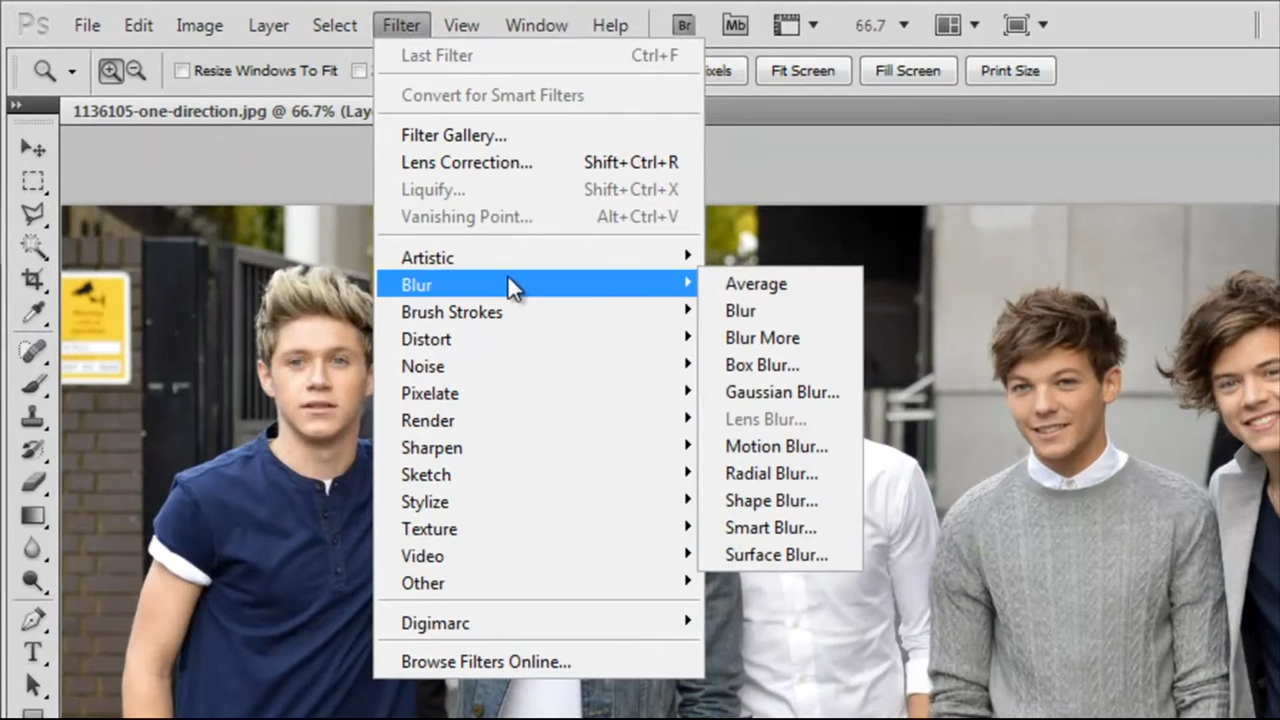 Ps File Edit Image Layer Select Filter View Window Help Br Mb 66.7
Resize Windows To Fit Fit Screen Fill Screen Print Size
1136105-one-direction.jpg @ 66.7%
Last Filter Ctrl+F
Convert for Smart Filters
Filter Gallery...
Lens Correction... Shift+Ctrl+R
Liquify... Shift+Ctrl+X
Vanishing Point... Alt+Ctrl+V
Artistic
Blur
Brush Strokes
Distort
Noise
Pixelate
Render
Sharpen
Sketch
Stylize
Texture
Video
Other
Digimarc
Browse Filters Online...
Average
Blur
Blur More
Box Blur...
Gaussian Blur...
Lens Blur...
Motion Blur...
Radial Blur...
Shape Blur...
Smart Blur...
Surface Blur...